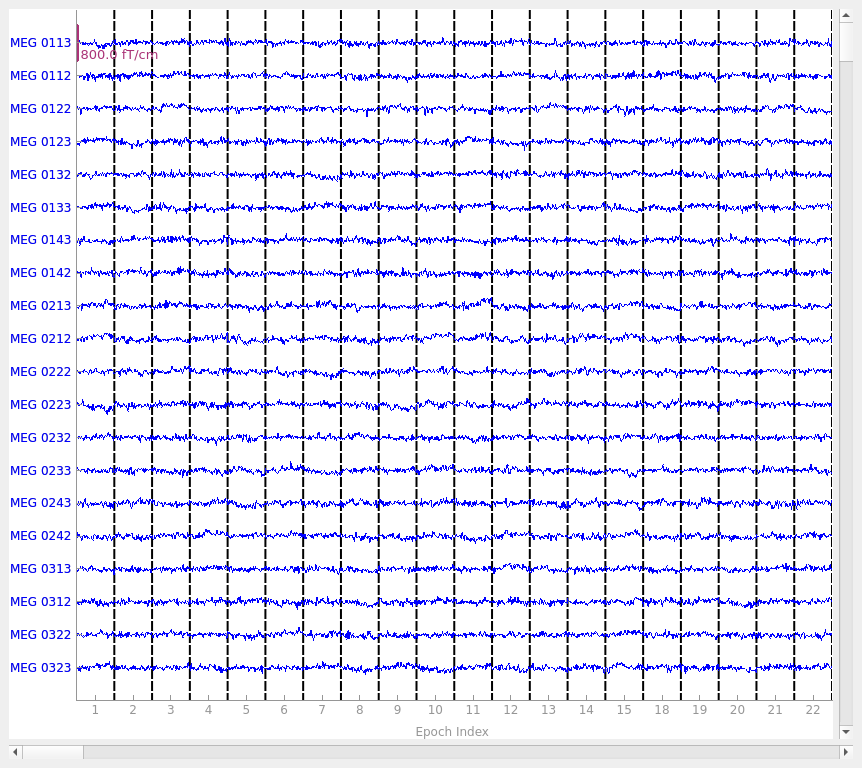 MEG 0113
800.0 fT/cm
MEG 0112
MEG 0122
MEG 0123
MEG 0132
MEG 0133
MEG 0143
MEG 0142
MEG 0213
MEG 0212
MEG 0222
MEG 0223
MEG 0232
MEG 0233
MEG 0243
MEG 0242
MEG 0313
MEG 0312
MEG 0322
MEG 0323
1 2 3 4 5 6 7 8 9 10 11 12 13 14 15 18 19 20 21 22
Epoch Index